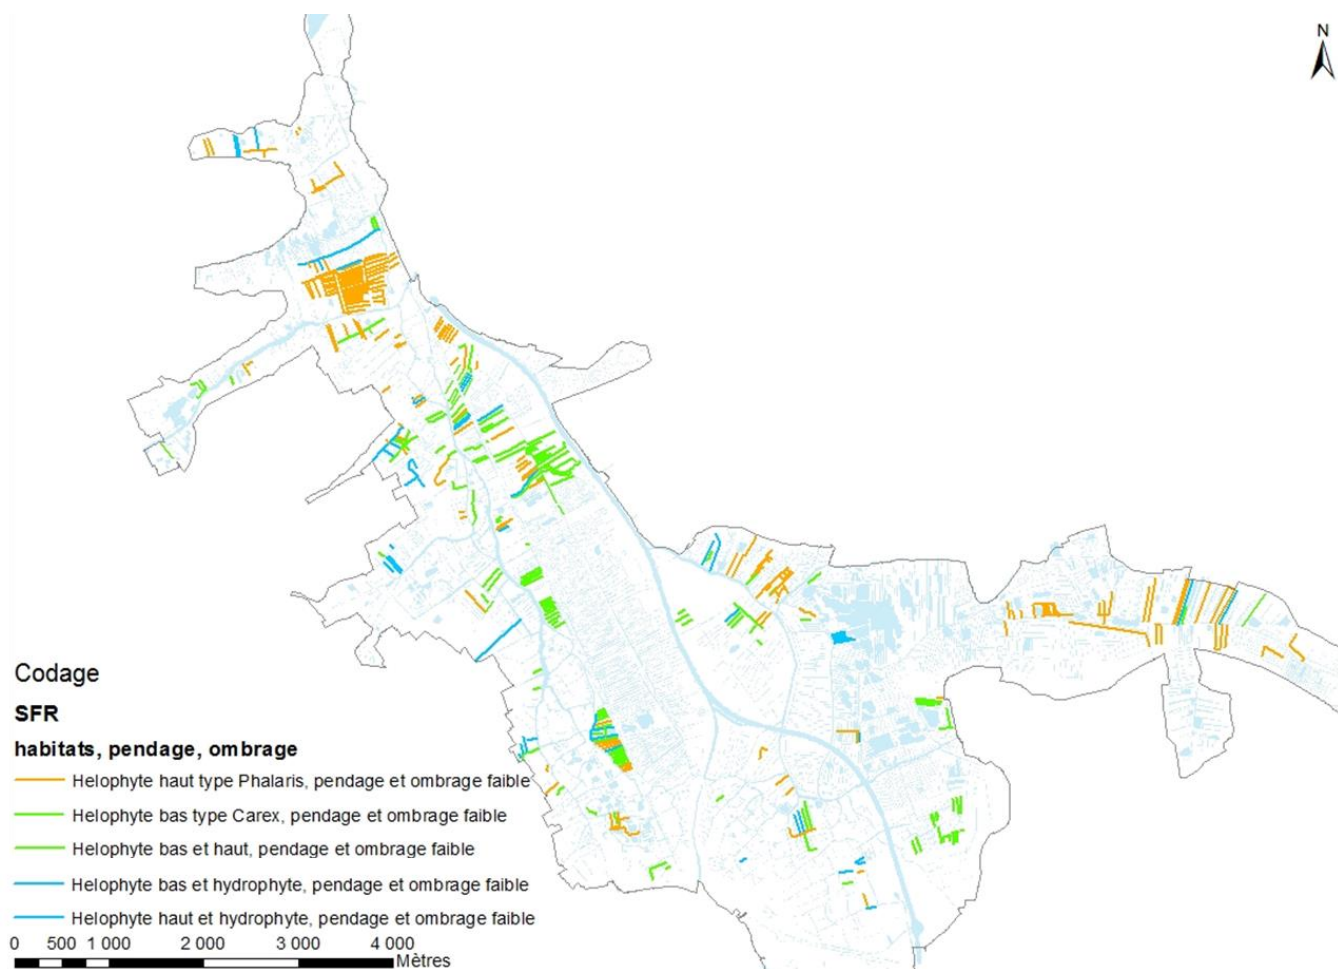 N
Codage
SFR
habitats, pendage, ombrage
Helophyte haut type Phalaris, pendage et ombrage faible
Helophyte bas type Carex, pendage et ombrage faible
Helophyte bas et haut, pendage et ombrage faible
Helophyte bas et hydrophyte, pendage et ombrage faible
Helophyte haut et hydrophyte, pendage et ombrage faible
0 500 1 000 2 000 3 000 4 000
Mètres